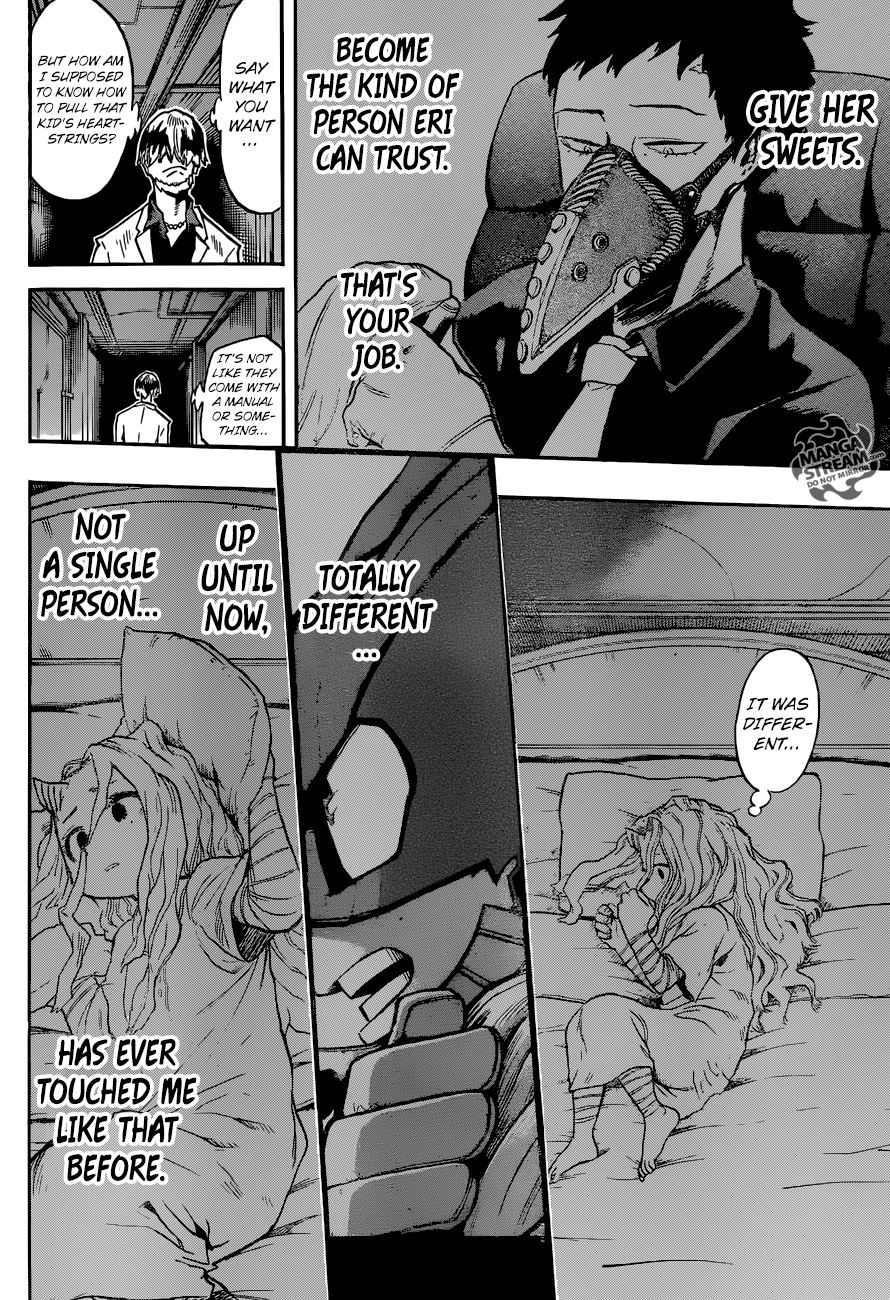 GIVE HER
SWEETS.
BECOME
THE KIND OF
PERSON ERI
CAN TRUST.
THAT'S
YOUR
JOB.
SAY
WHAT
YOU
WANT
...
BUT HOW AM
I SUPPOSED
TO KNOW HOW
TO PULL THAT
KID'S HEART-
STRINGS?
IT'S NOT
LIKE THEY
COME WITH
A MANUAL
OR SOME-
THING...
MANGA
STREAM.com
DO NOT MIRROR
IT WAS
DIFFER-
ENT...
TOTALLY
DIFFERENT
...
UP
UNTIL
NOW,
NOT
A SINGLE
PERSON...
HAS EVER
TOUCHED ME
LIKE THAT
BEFORE.